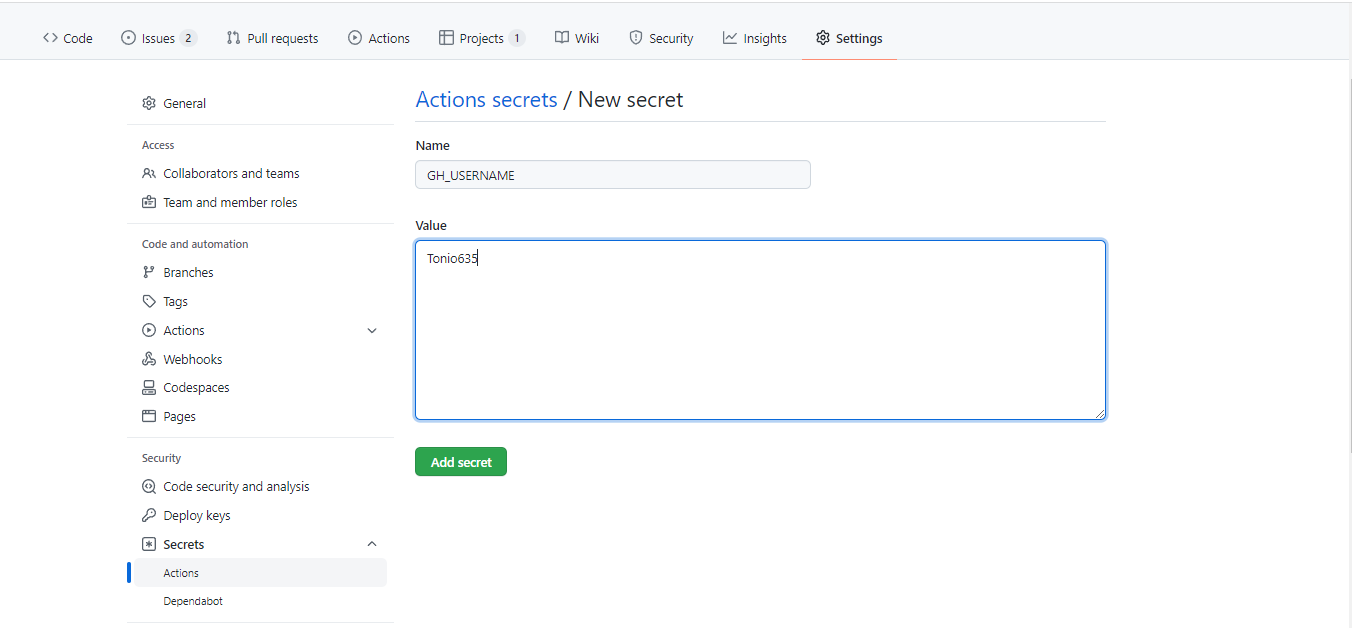 Code Issues 2 Pull requests Actions Projects 1 Wiki Security Insights Settings
General
Access
Collaborators and teams
Team and member roles
Code and automation
Branches
Tags
Actions
Webhooks
Codespaces
Pages
Security
Code security and analysis
Deploy keys
Secrets
Actions
Dependabot
Actions secrets / New secret
Name
GH_USERNAME
Value
Tonio635
Add secret